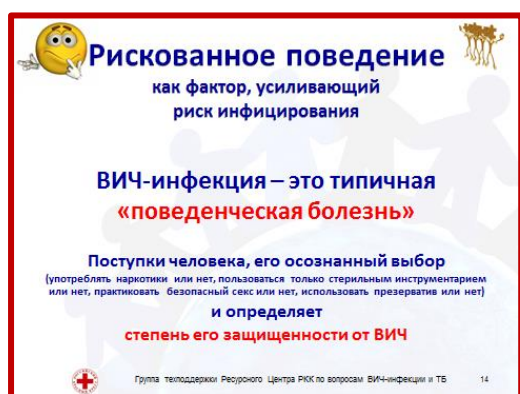 Рискованное поведение
как фактор, усиливающий
риск инфицирования
ВИЧ-инфекция – это типичная
«поведенческая болезнь»
Поступки человека, его осознанный выбор
(употреблять наркотики или нет, пользоваться только стерильным инструментарием
или нет, практиковать безопасный секс или нет, использовать презерватив или нет)
и определяет
степень его защищенности от ВИЧ
Группа техподдержки Ресурсного Центра РКК по вопросам ВИЧ-инфекции и ТБ 14